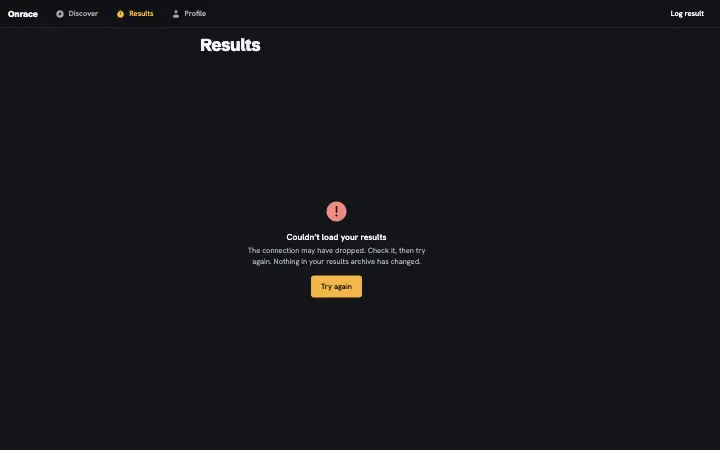 Onrace
Discover
Results
Profile
Log result
Results
Couldn't load your results
The connection may have dropped. Check it, then try
again. Nothing in your results archive has changed.
Try again